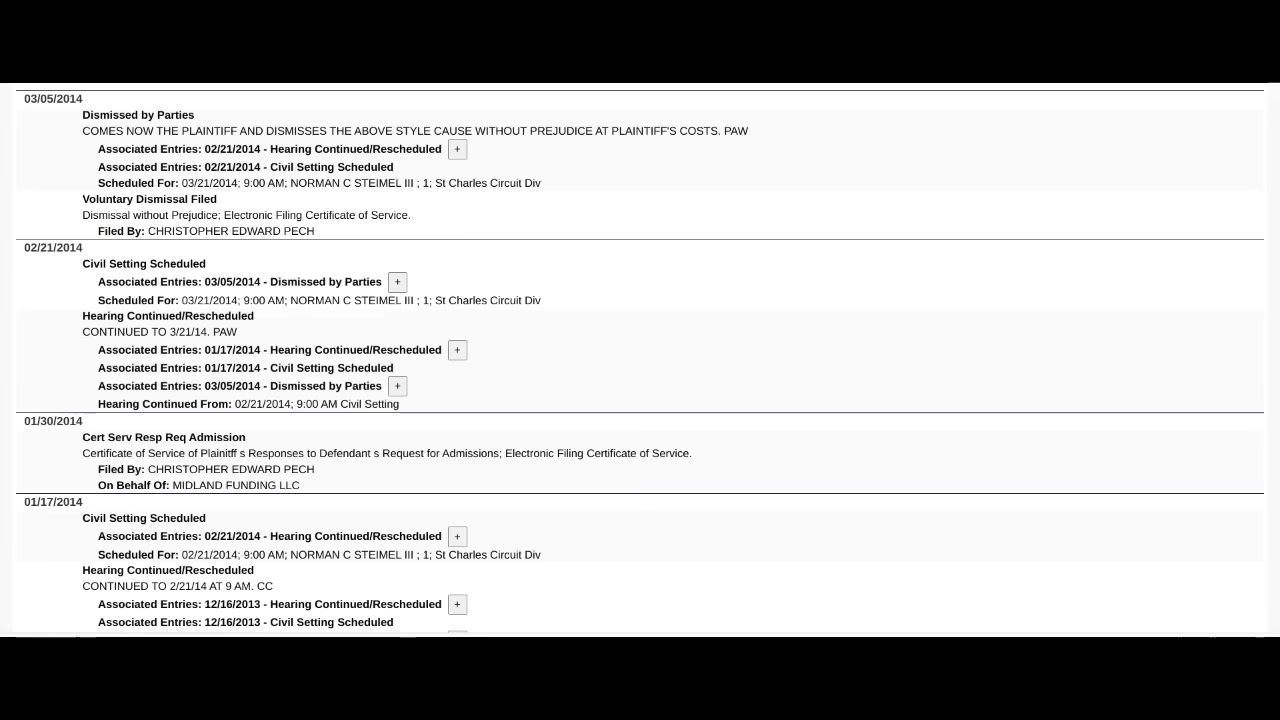 03/05/2014
Dismissed by Parties
COMES NOW THE PLAINTIFF AND DISMISSES THE ABOVE STYLE CAUSE WITHOUT PREJUDICE AT PLAINTIFF'S COSTS. PAW
Associated Entries: 02/21/2014 - Hearing Continued/Rescheduled +
Associated Entries: 02/21/2014 - Civil Setting Scheduled
Scheduled For: 03/21/2014; 9:00 AM; NORMAN C STEIMEL III ; 1; St Charles Circuit Div
Voluntary Dismissal Filed
Dismissal without Prejudice; Electronic Filing Certificate of Service.
Filed By: CHRISTOPHER EDWARD PECH
02/21/2014
Civil Setting Scheduled
Associated Entries: 03/05/2014 - Dismissed by Parties +
Scheduled For: 03/21/2014; 9:00 AM; NORMAN C STEIMEL III ; 1; St Charles Circuit Div
Hearing Continued/Rescheduled
CONTINUED TO 3/21/14. PAW
Associated Entries: 01/17/2014 - Hearing Continued/Rescheduled +
Associated Entries: 01/17/2014 - Civil Setting Scheduled
Associated Entries: 03/05/2014 - Dismissed by Parties +
Hearing Continued From: 02/21/2014; 9:00 AM Civil Setting
01/30/2014
Cert Serv Resp Req Admission
Certificate of Service of Plainitff s Responses to Defendant s Request for Admissions; Electronic Filing Certificate of Service.
Filed By: CHRISTOPHER EDWARD PECH
On Behalf Of: MIDLAND FUNDING LLC
01/17/2014
Civil Setting Scheduled
Associated Entries: 02/21/2014 - Hearing Continued/Rescheduled +
Scheduled For: 02/21/2014; 9:00 AM; NORMAN C STEIMEL III ; 1; St Charles Circuit Div
Hearing Continued/Rescheduled
CONTINUED TO 2/21/14 AT 9 AM. CC
Associated Entries: 12/16/2013 - Hearing Continued/Rescheduled +
Associated Entries: 12/16/2013 - Civil Setting Scheduled